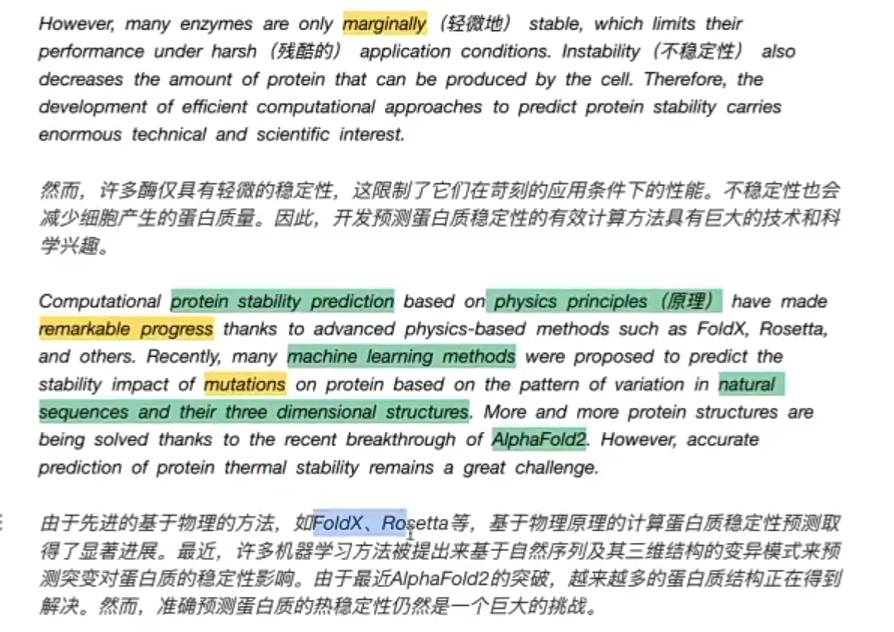 However, many enzymes are only marginally（轻微地） stable, which limits their
performance under harsh（残酷的） application conditions. Instability（不稳定性） also
decreases the amount of protein that can be produced by the cell. Therefore, the
development of efficient computational approaches to predict protein stability carries
enormous technical and scientific interest.
然而，许多酶仅具有轻微的稳定性，这限制了它们在苛刻的应用条件下的性能。不稳定性也会
减少细胞产生的蛋白质量。因此，开发预测蛋白质稳定性的有效计算方法具有巨大的技术和科
学兴趣。
Computational protein stability prediction based on physics principles（原理） have made
remarkable progress thanks to advanced physics-based methods such as FoldX, Rosetta,
and others. Recently, many machine learning methods were proposed to predict the
stability impact of mutations on protein based on the pattern of variation in natural
sequences and their three dimensional structures. More and more protein structures are
being solved thanks to the recent breakthrough of AlphaFold2. However, accurate
prediction of protein thermal stability remains a great challenge.
由于先进的基于物理的方法，如FoldX、Rosetta等，基于物理原理的计算蛋白质稳定性预测取
得了显著进展。最近，许多机器学习方法被提出来基于自然序列及其三维结构的变异模式来预
测突变对蛋白质的稳定性影响。由于最近AlphaFold2的突破，越来越多的蛋白质结构正在得到
解决。然而，准确预测蛋白质的热稳定性仍然是一个巨大的挑战。